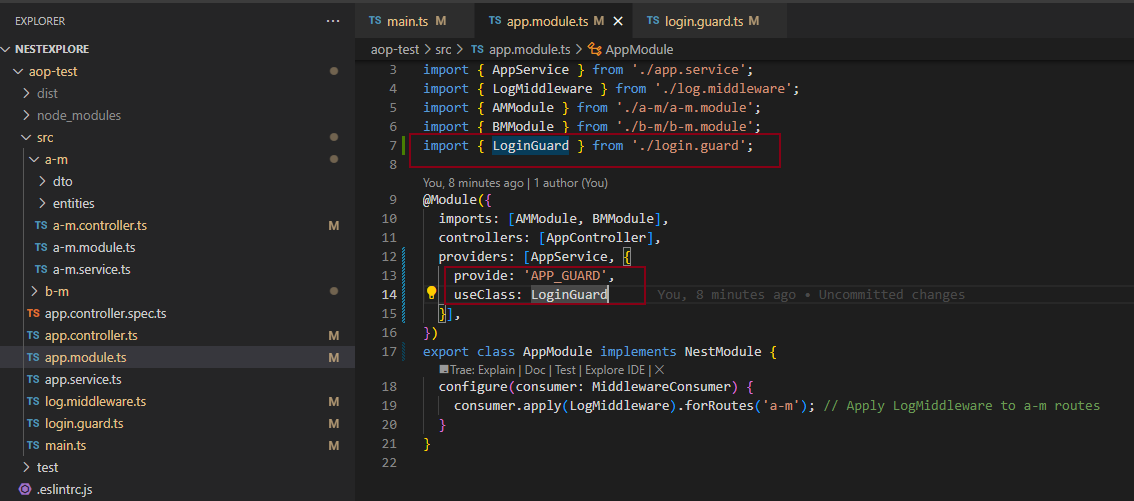 EXPLORER
...
NESTEXPLORE
aop-test
dist
node_modules
src
a-m
dto
entities
TS a-m.controller.ts M
TS a-m.module.ts
TS a-m.service.ts
b-m
TS app.controller.spec.ts
TS app.controller.ts M
TS app.module.ts M
TS app.service.ts
TS log.middleware.ts M
TS login.guard.ts M
TS main.ts M
test
.eslintrc.js
TS main.ts M
TS app.module.ts M ×
TS login.guard.ts M
aop-test > src > TS app.module.ts > AppModule
3 import { AppService } from './app.service';
4 import { LogMiddleware } from './log.middleware';
5 import { AMModule } from './a-m/a-m.module';
6 import { BMModule } from './b-m/b-m.module';
7 import { LoginGuard } from './login.guard';
8
You, 8 minutes ago | 1 author (You)
9 @Module({
10 imports: [AMModule, BMModule],
11 controllers: [AppController],
12 providers: [AppService, {
13 provide: 'APP_GUARD',
14 useClass: LoginGuard You, 8 minutes ago • Uncommitted changes
15 }],
16 })
17 export class AppModule implements NestModule {
Trae: Explain | Doc | Test | Explore IDE | ×
18 configure(consumer: MiddlewareConsumer) {
19 consumer.apply(LogMiddleware).forRoutes('a-m'); // Apply LogMiddleware to a-m routes
20 }
21 }
22